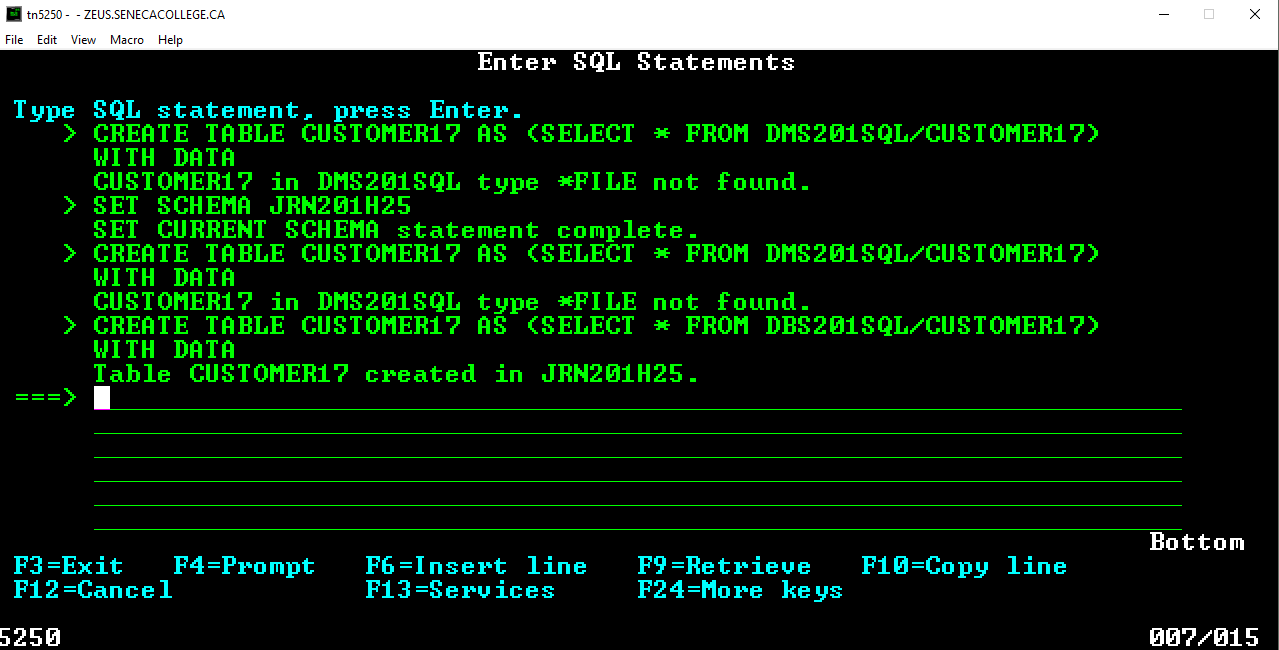 tn5250 - - ZEUS.SENECACOLLEGE.CA
File Edit View Macro Help
Enter SQL Statements
Type SQL statement, press Enter.
> CREATE TABLE CUSTOMER17 AS (SELECT * FROM DMS201SQL/CUSTOMER17)
WITH DATA
CUSTOMER17 in DMS201SQL type *FILE not found.
> SET SCHEMA JRN201H25
SET CURRENT SCHEMA statement complete.
> CREATE TABLE CUSTOMER17 AS (SELECT * FROM DMS201SQL/CUSTOMER17)
WITH DATA
CUSTOMER17 in DMS201SQL type *FILE not found.
> CREATE TABLE CUSTOMER17 AS (SELECT * FROM DBS201SQL/CUSTOMER17)
WITH DATA
Table CUSTOMER17 created in JRN201H25.
===>
Bottom
F3=Exit F4=Prompt F6=Insert line F9=Retrieve F10=Copy line
F12=Cancel F13=Services F24=More keys
5250 007/015